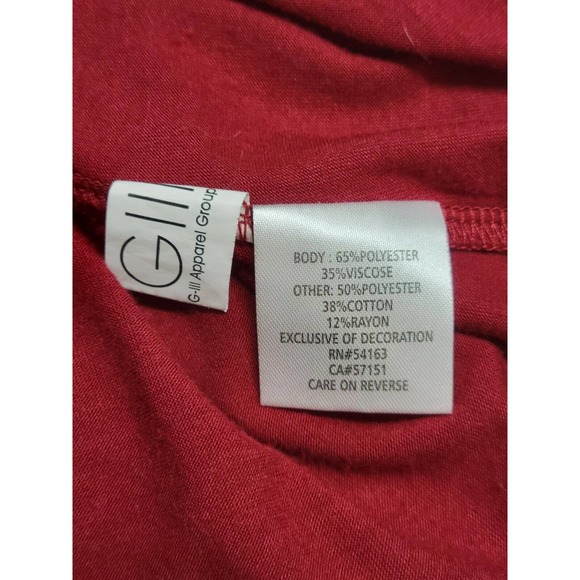 GIII
G-III Apparel Group
BODY : 65%POLYESTER
35%VISCOSE
OTHER: 50%POLYESTER
38%COTTON
12%RAYON
EXCLUSIVE OF DECORATION
RN#54163
CA#57151
CARE ON REVERSE